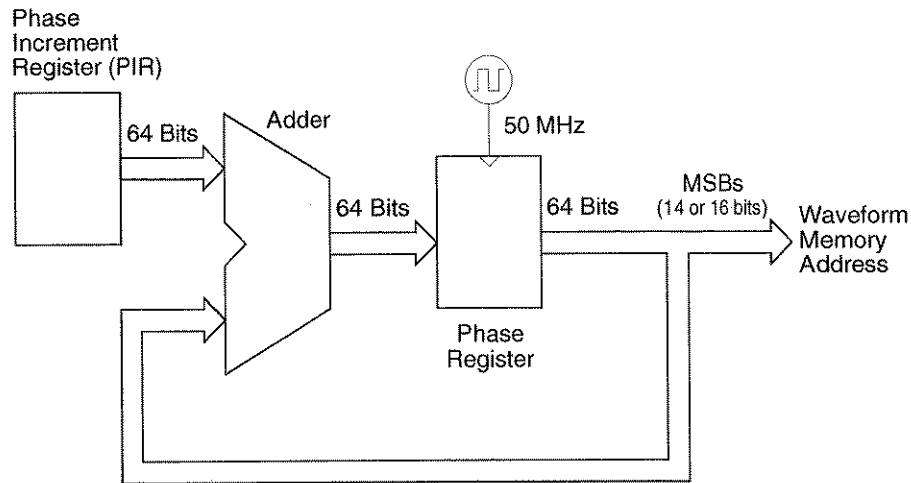 Phase
Increment
Register (PIR)
64 Bits
Adder
64 Bits
50 MHz
64 Bits
MSBs
(14 or 16 bits)
Waveform
Memory
Address
Phase
Register